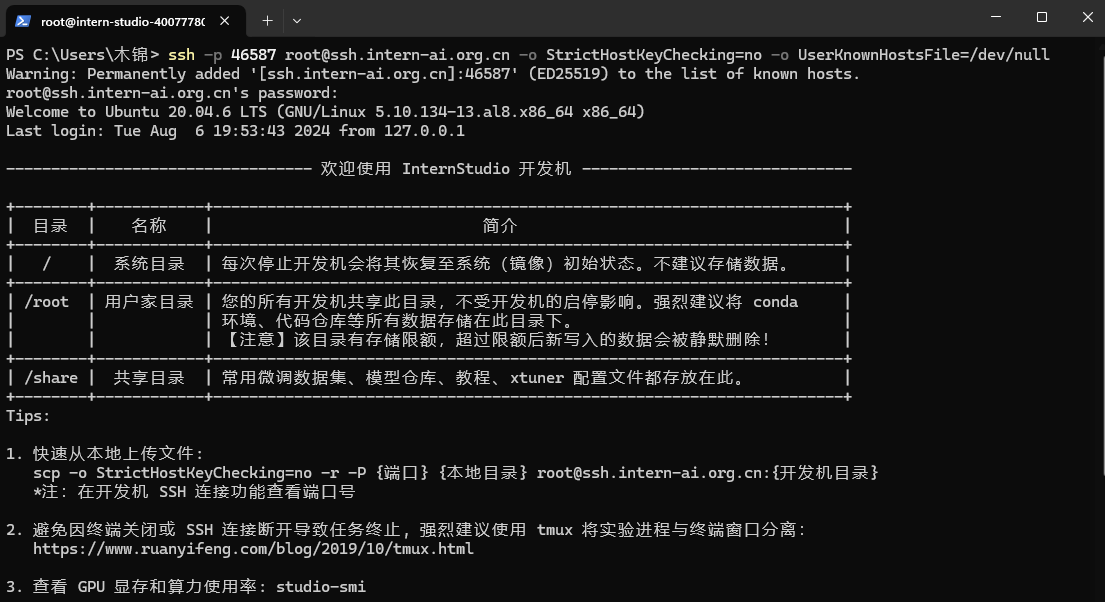 root@intern-studio-40077780
PS C:\Users\木锦> ssh -p 46587 root@ssh.intern-ai.org.cn -o StrictHostKeyChecking=no -o UserKnownHostsFile=/dev/null
Warning: Permanently added '[ssh.intern-ai.org.cn]:46587' (ED25519) to the list of known hosts.
root@ssh.intern-ai.org.cn's password:
Welcome to Ubuntu 20.04.6 LTS (GNU/Linux 5.10.134-13.al8.x86_64 x86_64)
Last login: Tue Aug  6 19:53:43 2024 from 127.0.0.1
---------------------------------- 欢迎使用 InternStudio 开发机 ------------------------------
| 目录 | 名称 | 简介 |
| / | 系统目录 | 每次停止开发机会将其恢复至系统（镜像）初始状态。不建议存储数据。 |
| /root | 用户家目录 | 您的所有开发机共享此目录，不受开发机的启停影响。强烈建议将 conda |
| | | 环境、代码仓库等所有数据存储在此目录下。 |
| | | 【注意】该目录有存储限额，超过限额后新写入的数据会被静默删除！ |
| /share | 共享目录 | 常用微调数据集、模型仓库、教程、xtuner 配置文件都存放在此。 |
Tips:
1. 快速从本地上传文件：
scp -o StrictHostKeyChecking=no -r -P {端口} {本地目录} root@ssh.intern-ai.org.cn:{开发机目录}
*注：在开发机 SSH 连接功能查看端口号
2. 避免因终端关闭或 SSH 连接断开导致任务终止，强烈建议使用 tmux 将实验进程与终端窗口分离：
https://www.ruanyifeng.com/blog/2019/10/tmux.html
3. 查看 GPU 显存和算力使用率：studio-smi